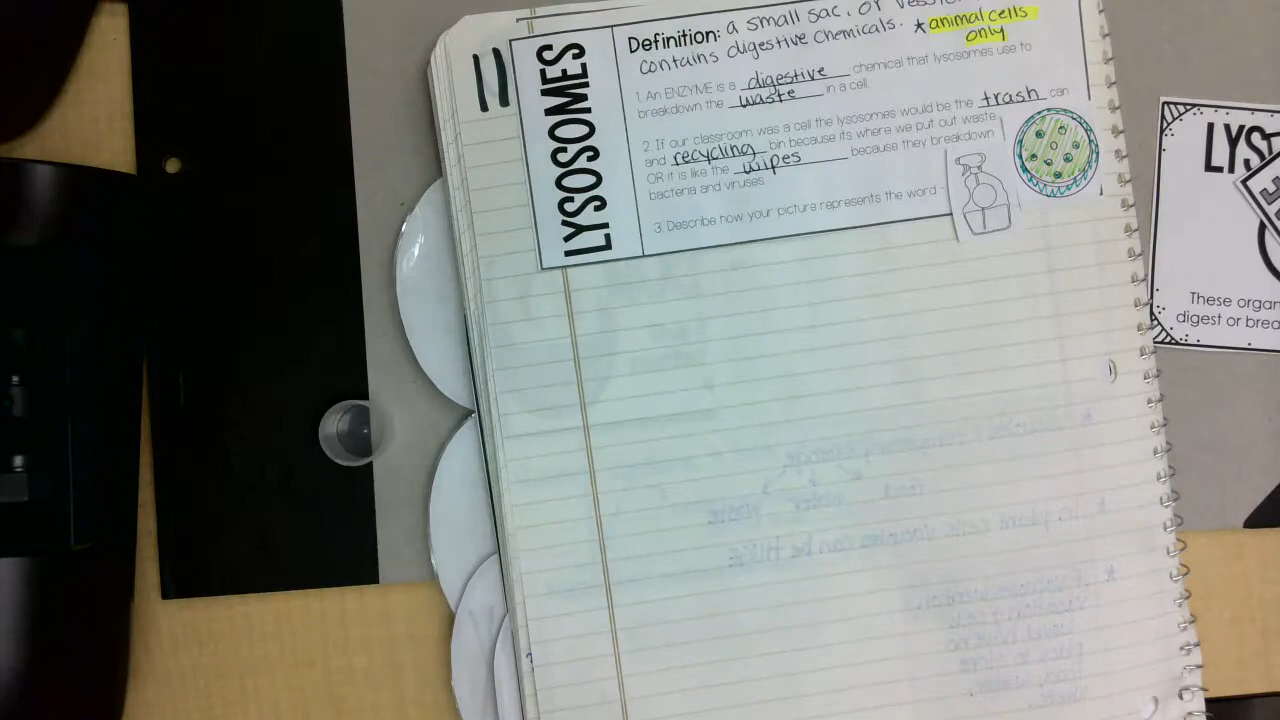 11
LYSOSOMES
Definition: a small sac, or
contains digestive chemicals. *animal cells
only
1. An ENZYME is a digestive chemical that lysosomes use to
breakdown the waste in a cell.
2. If our classroom was a cell the lysosomes would be the trash can
and recycling bin because its where we put out waste
OR it is like the wipes because they breakdown
bacteria and viruses.
3. Describe how your picture represents the word -
LYS
These organ
digest or brea